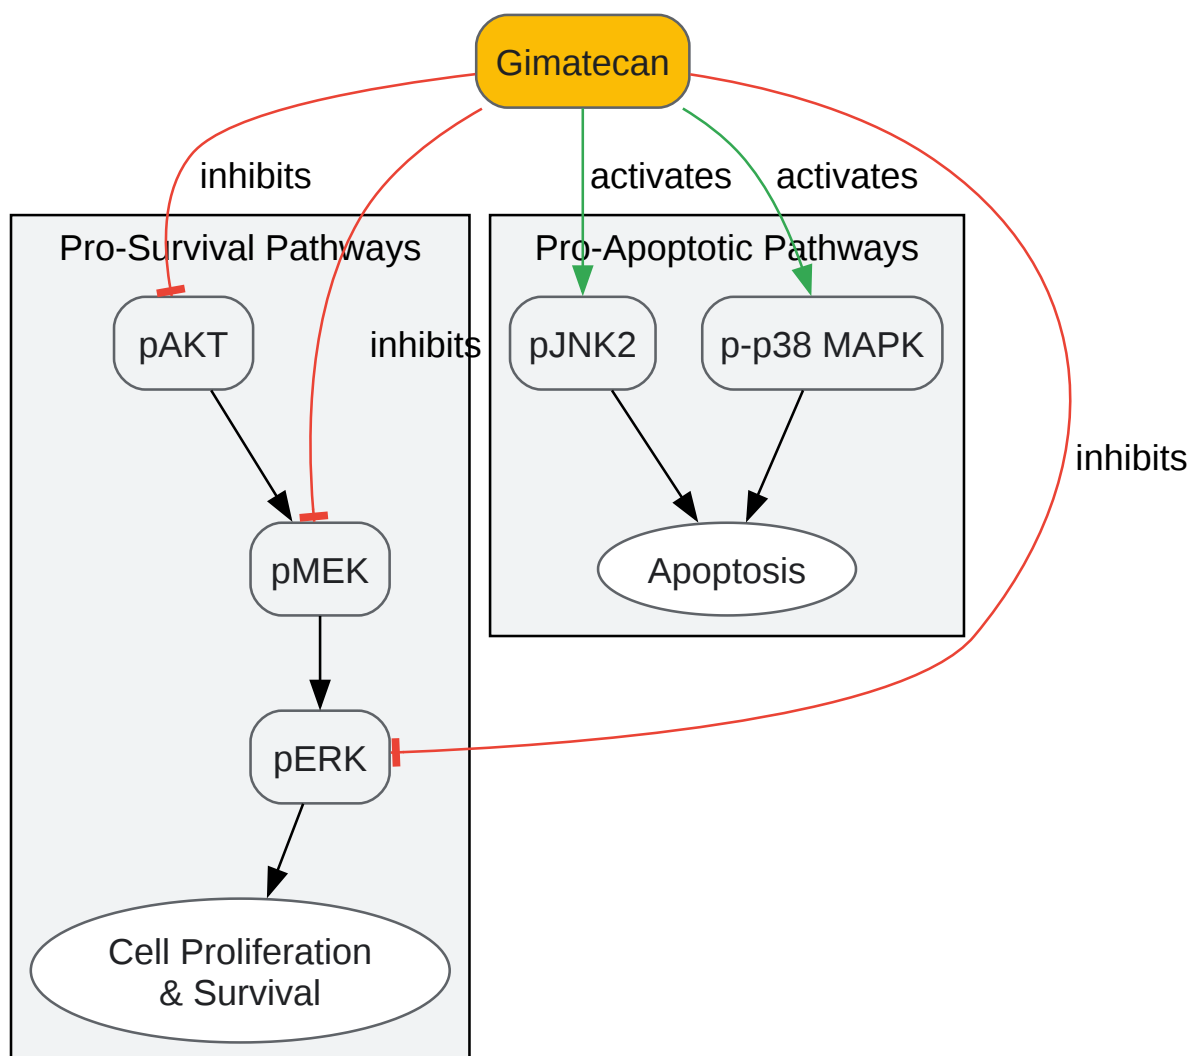 Gimatecan
inhibits
activates
activates
Pro-Survival Pathways
Pro-Apoptotic Pathways
pAKT
inhibits
pJNK2
p-p38 MAPK
inhibits
pMEK
Apoptosis
pERK
Cell Proliferation
& Survival